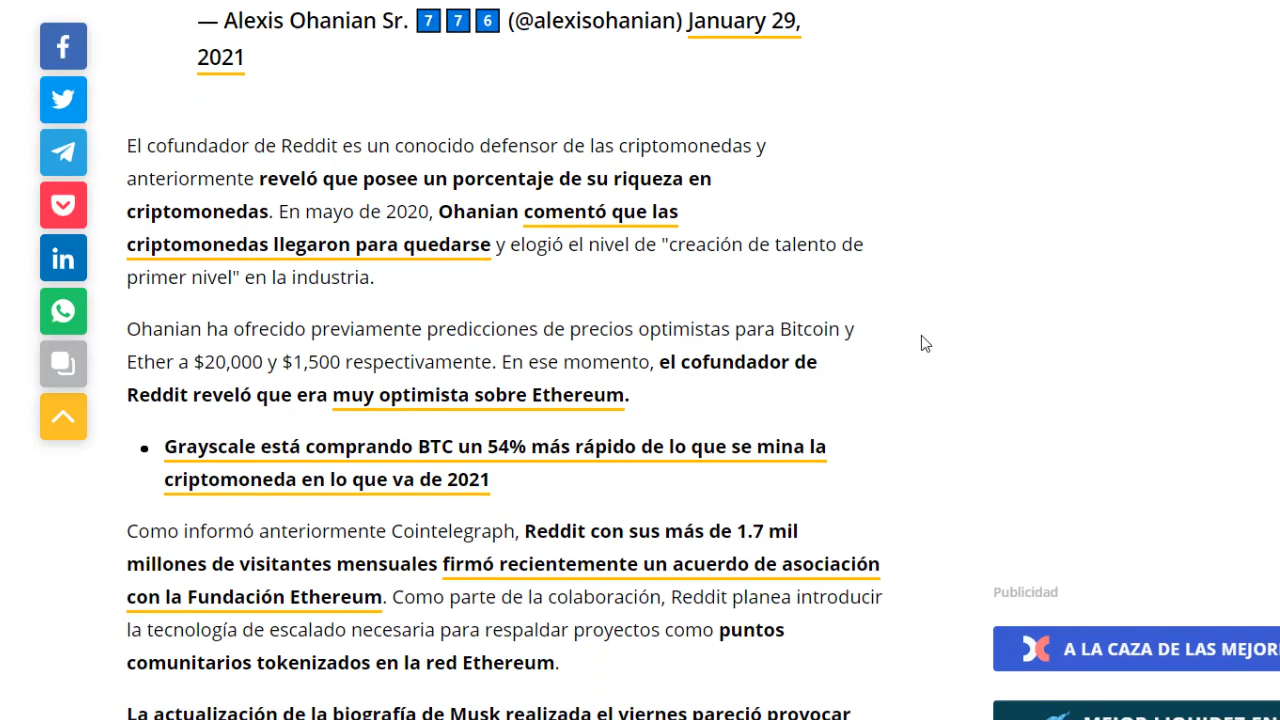 — Alexis Ohanian Sr. 7️⃣7️⃣6️⃣ (@alexisohanian) January 29,
2021
El cofundador de Reddit es un conocido defensor de las criptomonedas y
anteriormente reveló que posee un porcentaje de su riqueza en
criptomonedas. En mayo de 2020, Ohanian comentó que las
criptomonedas llegaron para quedarse y elogió el nivel de "creación de talento de
primer nivel" en la industria.
Ohanian ha ofrecido previamente predicciones de precios optimistas para Bitcoin y
Ether a $20,000 y $1,500 respectivamente. En ese momento, el cofundador de
Reddit reveló que era muy optimista sobre Ethereum.
• Grayscale está comprando BTC un 54% más rápido de lo que se mina la
criptomoneda en lo que va de 2021
Como informó anteriormente Cointelegraph, Reddit con sus más de 1.7 mil
millones de visitantes mensuales firmó recientemente un acuerdo de asociación
con la Fundación Ethereum. Como parte de la colaboración, Reddit planea introducir
la tecnología de escalado necesaria para respaldar proyectos como puntos
comunitarios tokenizados en la red Ethereum.
La actualización de la biografía de Musk realizada el viernes pareció provocar
Publicidad
A LA CAZA DE LAS MEJOR